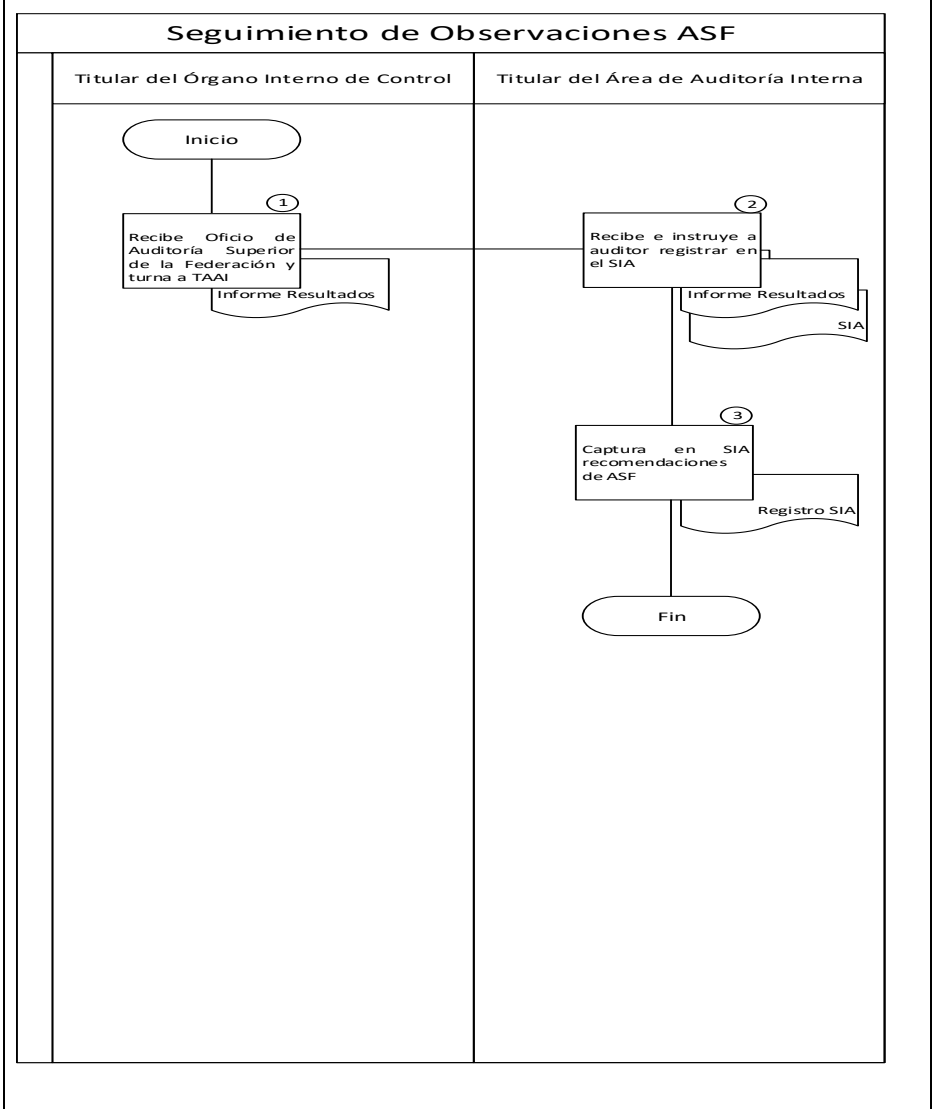 Seguimiento de Observaciones ASF
Titular del Órgano Interno de Control
Titular del Área de Auditoría Interna
Inicio
1
Recibe Oficio de
Auditoría Superior
de la Federación y
turna a TAAI
Informe Resultados
2
Recibe e instruye a
auditor registrar en
el SIA
Informe Resultados
SIA
3
Captura en SIA
recomendaciones
de ASF
Registro SIA
Fin